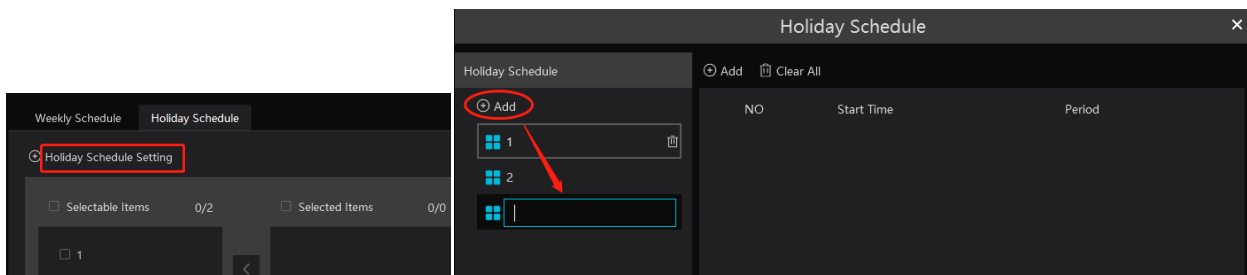 Weekly Schedule Holiday Schedule
Holiday Schedule Setting
Selectable Items 0/2 Selected Items 0/0
1
Holiday Schedule
Holiday Schedule
Add
1
2
Add Clear All
NO Start Time Period